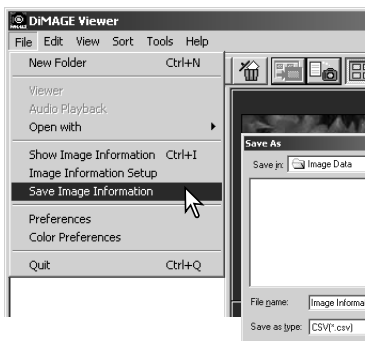 DiMAGE Viewer
File Edit View Sort Tools Help
New Folder Ctrl+N
Viewer
Audio Playback
Open with
Show Image Information Ctrl+I
Image Information Setup
Save Image Information
Preferences
Color Preferences
Quit Ctrl+Q
Save As
Save in: Image Data
File name: Image Informa
Save as type: CSV(*.csv)